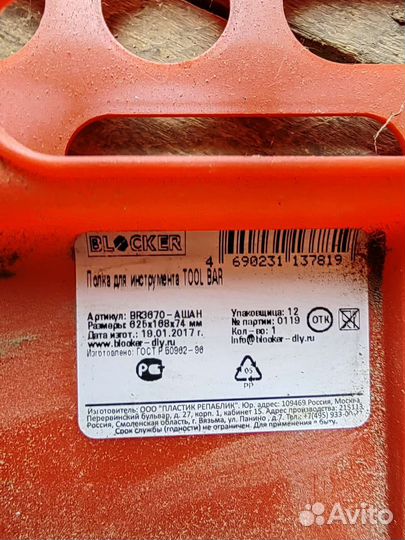 BLOCKER
Полка для инструмента TOOL BAR
4 690231 137819
Артикул: BR3670-АШАН
Размеры: 625x168x74 мм
Дата изгот.: 19.01.2017 г.
www.blocker-diy.ru
Изготовлено: ГОСТ Р 50962-96
Упаковщица: 12
№ партии: 0119
Кол-во: 1
info@blocker-diy.ru
ОТК
05
PP
Изготовитель: ООО "ПЛАСТИК РЕПАБЛИК". Юр. адрес: 109469.Россия, Москва,
Перервинский бульвар, д. 27, корп. 1, кабинет 15. Адрес производства: 215113,
Россия, Смоленская область, г. Вязьма, ул. Панино , д.7. Тел.: +7(495) 933-
Срок службы (годности) не ограничен. Для применения в быту.
Avito